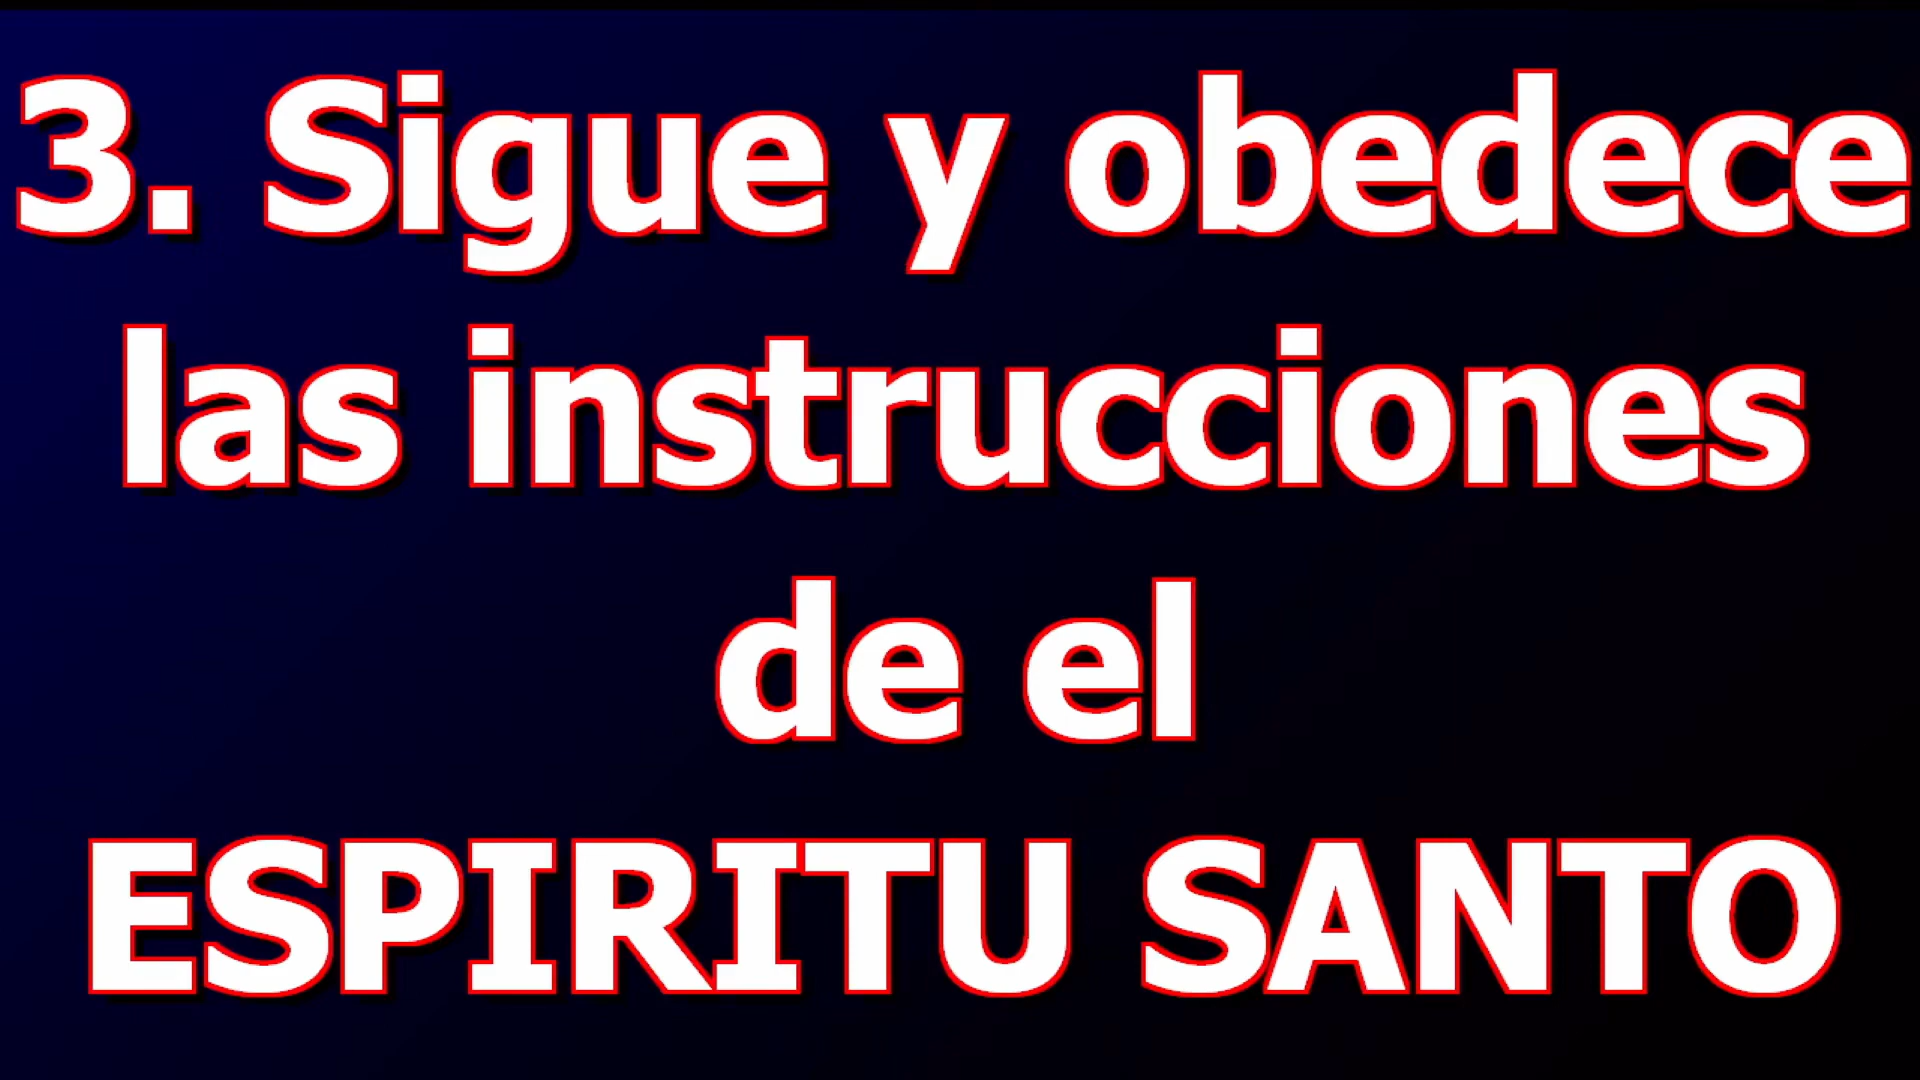 3. Sigue y obedece
las instrucciones
de el
ESPIRITU SANTO